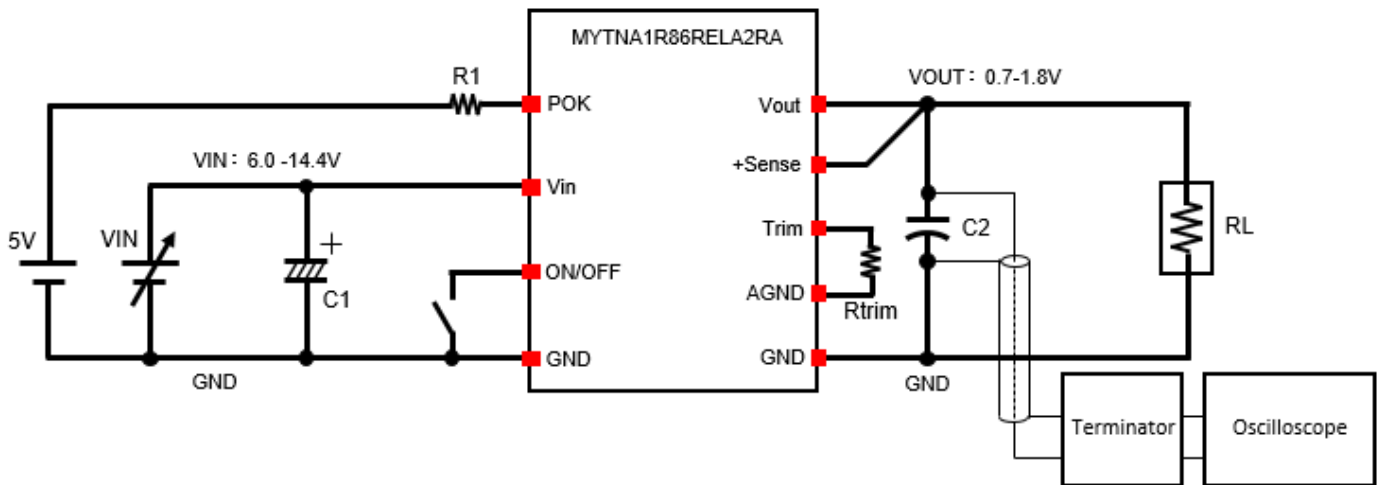 MYTNA1R86RELA2RA
R1
POK
Vout
VOUT : 0.7-1.8V
VIN : 6.0 -14.4V
+Sense
Vin
5V
VIN
Trim
C2
RL
C1
ON/OFF
AGND
Rtrim
GND
GND
GND
GND
Terminator
Oscilloscope